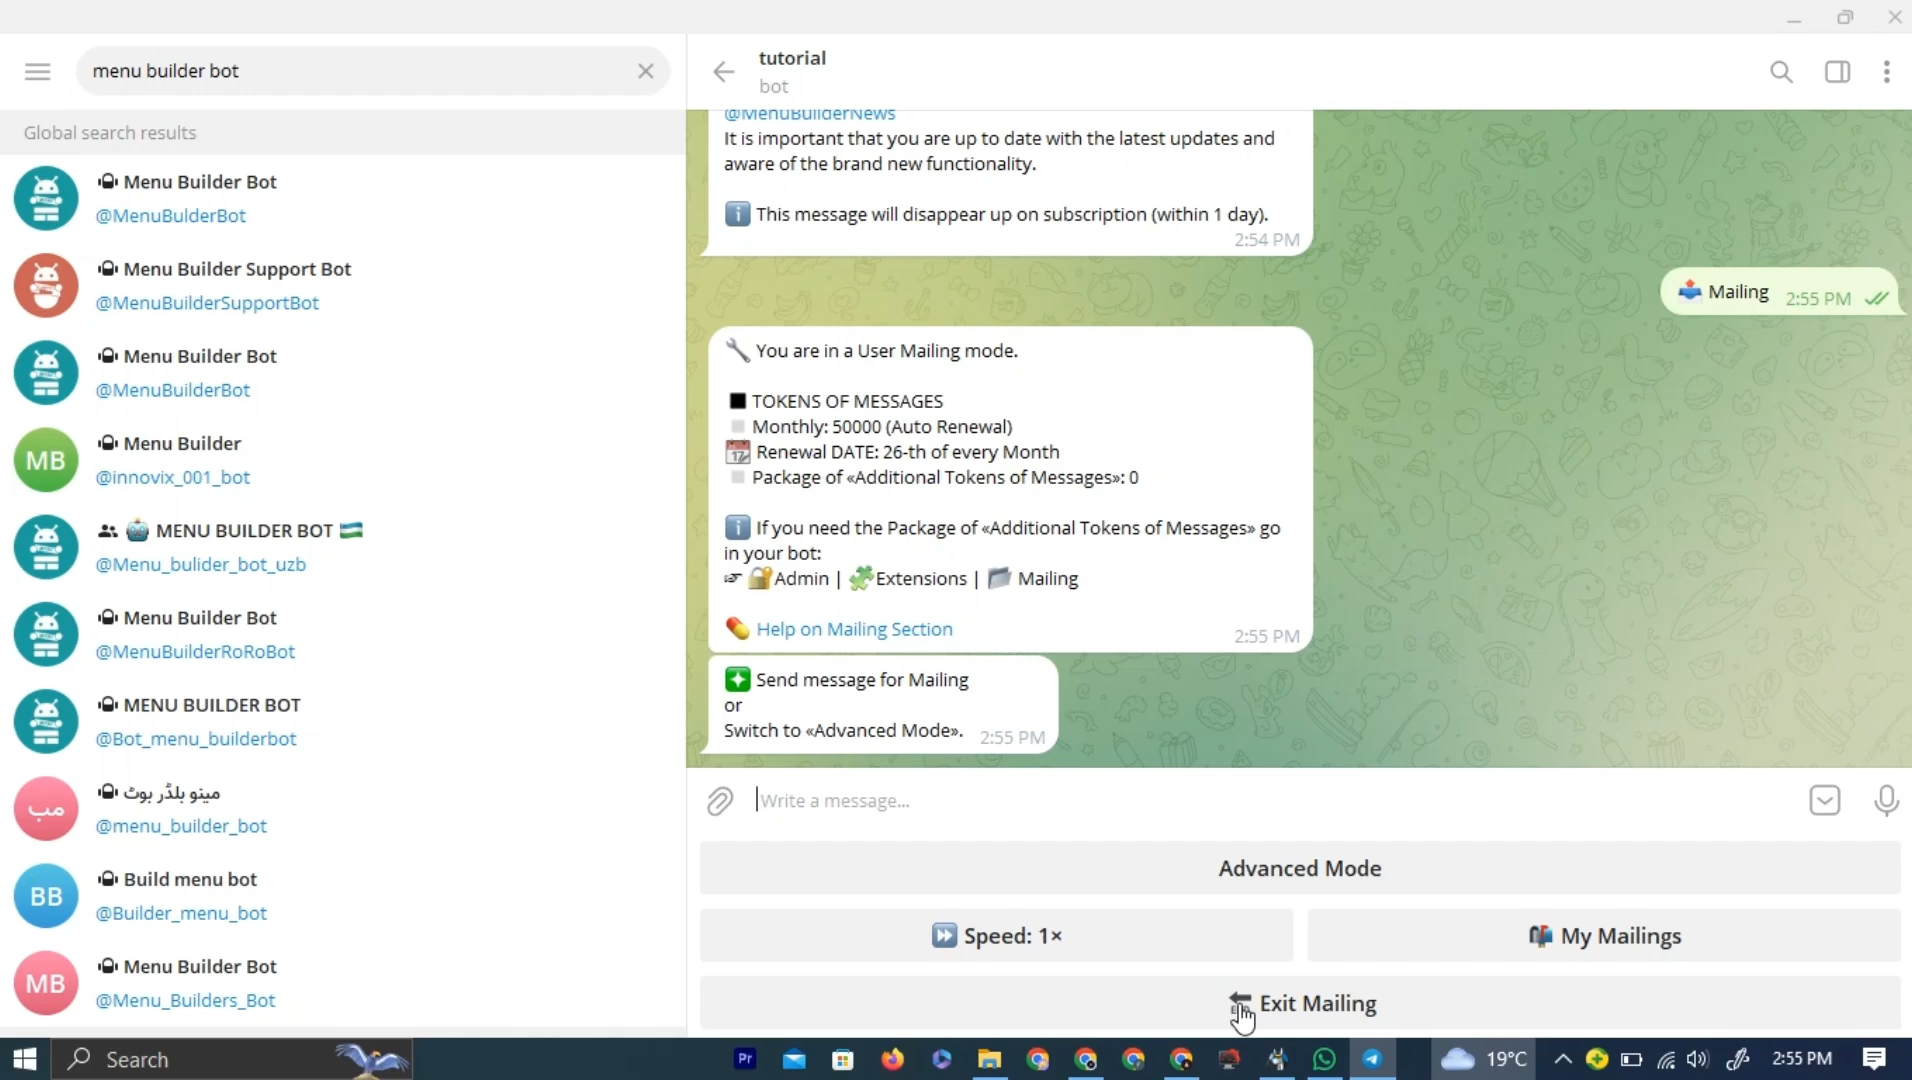 menu builder bot
Global search results
Menu Builder Bot
@MenuBulderBot
Menu Builder Support Bot
@MenuBuilderSupportBot
Menu Builder Bot
@MenuBuilderBot
MB
Menu Builder
@innovix_001_bot
MENU BUILDER BOT
@Menu_bulider_bot_uzb
Menu Builder Bot
@MenuBuilderRoRoBot
MENU BUILDER BOT
@Bot_menu_builderbot
مب
مینو بلڈر بوٹ
@menu_builder_bot
BB
Build menu bot
@Builder_menu_bot
MB
Menu Builder Bot
@Menu_Builders_Bot
tutorial
bot
@MenuBuilderNews
It is important that you are up to date with the latest updates and
aware of the brand new functionality.
This message will disappear up on subscription (within 1 day).
2:54 PM
Mailing 2:55 PM
You are in a User Mailing mode.
TOKENS OF MESSAGES
Monthly: 50000 (Auto Renewal)
Renewal DATE: 26-th of every Month
Package of «Additional Tokens of Messages»: 0
If you need the Package of «Additional Tokens of Messages» go
in your bot:
Admin | Extensions | Mailing
Help on Mailing Section
2:55 PM
Send message for Mailing
or
Switch to «Advanced Mode».
2:55 PM
Write a message...
Advanced Mode
Speed: 1×
My Mailings
Exit Mailing
Search
Pr
19°C
2:55 PM